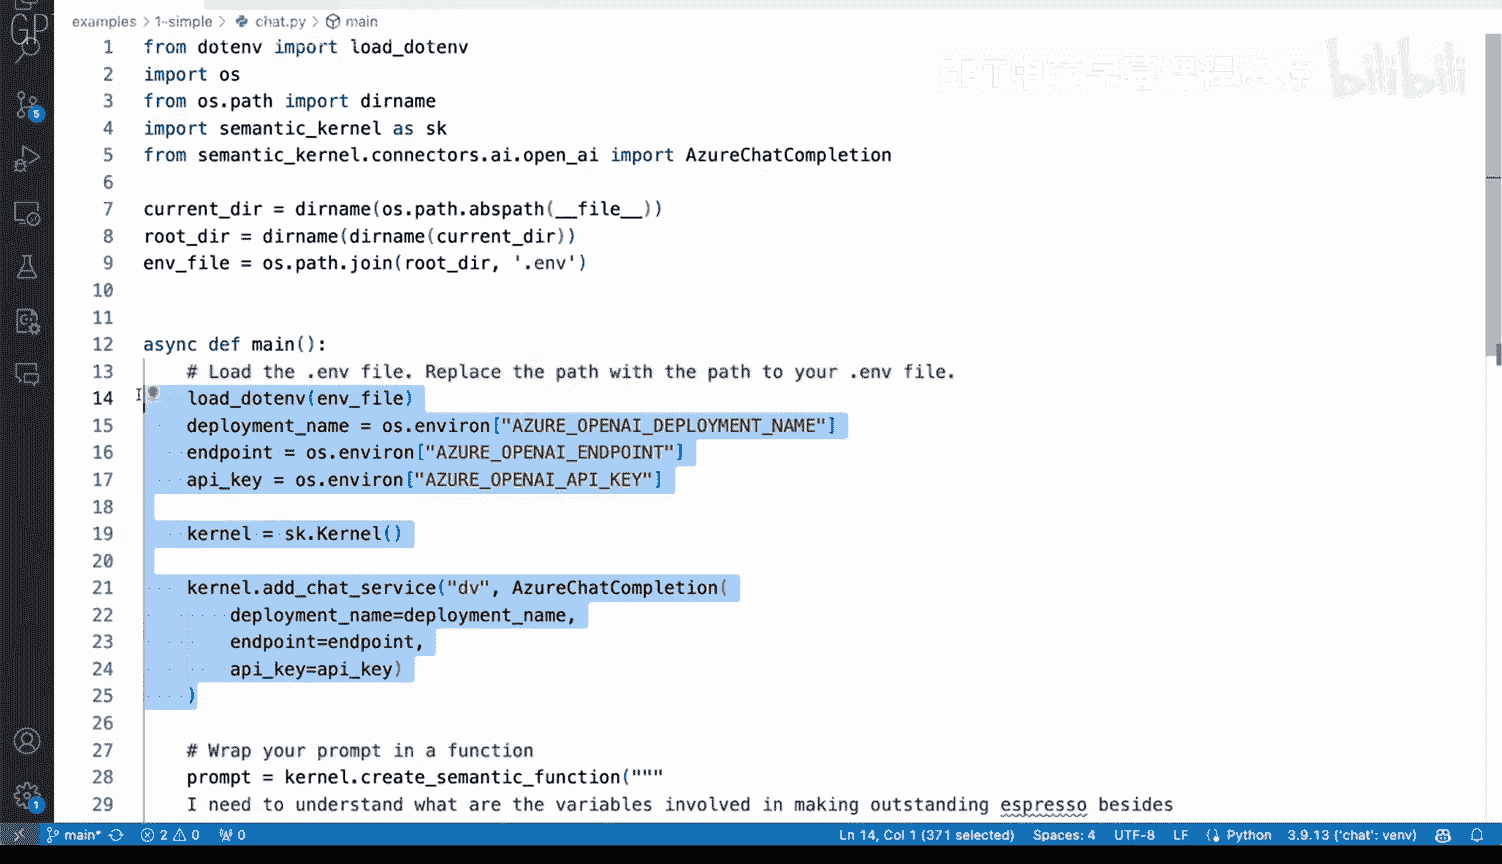 GP
examples > 1-simple > chat.py > main
1 from dotenv import load_dotenv
2 import os
3 from os.path import dirname
4 import semantic_kernel as sk
5 from semantic_kernel.connectors.ai.open_ai import AzureChatCompletion
6
7 current_dir = dirname(os.path.abspath(__file__))
8 root_dir = dirname(dirname(current_dir))
9 env_file = os.path.join(root_dir, '.env')
10
11
12 async def main():
13 # Load the .env file. Replace the path with the path to your .env file.
14 load_dotenv(env_file)
15 deployment_name = os.environ["AZURE_OPENAI_DEPLOYMENT_NAME"]
16 endpoint = os.environ["AZURE_OPENAI_ENDPOINT"]
17 api_key = os.environ["AZURE_OPENAI_API_KEY"]
18
19 kernel = sk.Kernel()
20
21 kernel.add_chat_service("dv", AzureChatCompletion(
22 deployment_name=deployment_name,
23 endpoint=endpoint,
24 api_key=api_key)
25 )
26
27 # Wrap your prompt in a function
28 prompt = kernel.create_semantic_function("""
29 I need to understand what are the variables involved in making outstanding espresso besides
bilibili
5
1
main* 2 0 0 Ln 14, Col 1 (371 selected) Spaces: 4 UTF-8 LF Python 3.9.13 ('chat': venv)